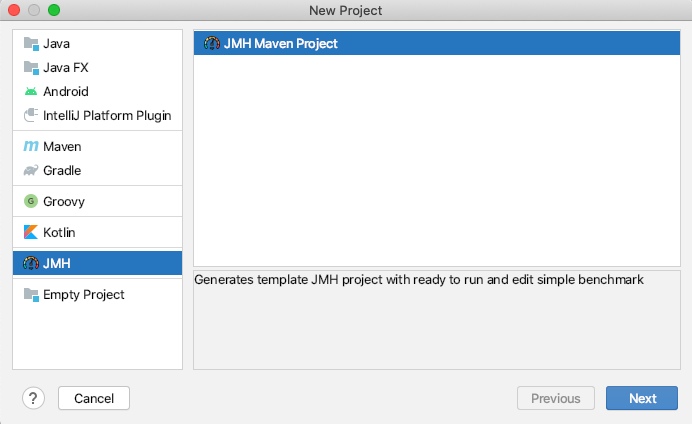 New Project
Java
Java FX
Android
IntelliJ Platform Plugin
Maven
Gradle
Groovy
Kotlin
JMH
Empty Project
JMH Maven Project
Generates template JMH project with ready to run and edit simple benchmark
?
Cancel
Previous
Next